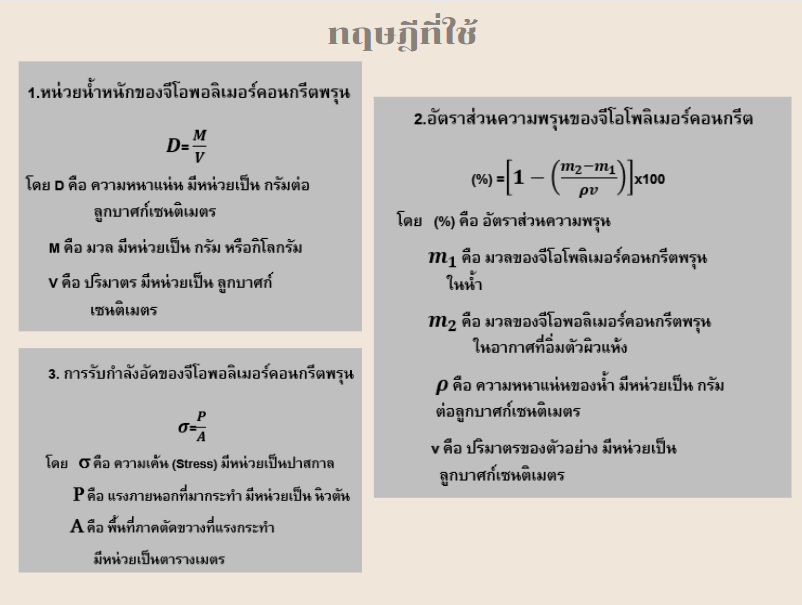 ทฤษฎีที่ใช้
1.หน่วยน้ำหนักของจีโอพอลิเมอร์คอนกรีตพรุน
D=M/V
โดย D คือ ความหนาแน่น มีหน่วยเป็น กรัมต่อ
ลูกบาศก์เซนติเมตร
M คือ มวล มีหน่วยเป็น กรัม หรือกิโลกรัม
V คือ ปริมาตร มีหน่วยเป็น ลูกบาศก์
เซนติเมตร
2.อัตราส่วนความพรุนของจีโอโพลิเมอร์คอนกรีต
(%) =[1 − (m₂−m₁/ρv)]x100
โดย (%) คือ อัตราส่วนความพรุน
m₁ คือ มวลของจีโอโพลิเมอร์คอนกรีตพรุน
ในน้ำ
m₂ คือ มวลของจีโอพอลิเมอร์คอนกรีตพรุน
ในอากาศที่อิ่มตัวผิวแห้ง
ρ คือ ความหนาแน่นของน้ำ มีหน่วยเป็น กรัม
ต่อลูกบาศก์เซนติเมตร
v คือ ปริมาตรของตัวอย่าง มีหน่วยเป็น
ลูกบาศก์เซนติเมตร
3. การรับกำลังอัดของจีโอพอลิเมอร์คอนกรีตพรุน
σ=P/A
โดย σ คือ ความเค้น (Stress) มีหน่วยเป็นปาสกาล
P คือ แรงภายนอกที่มากระทำ มีหน่วยเป็น นิวตัน
A คือ พื้นที่ภาคตัดขวางที่แรงกระทำ
มีหน่วยเป็นตารางเมตร